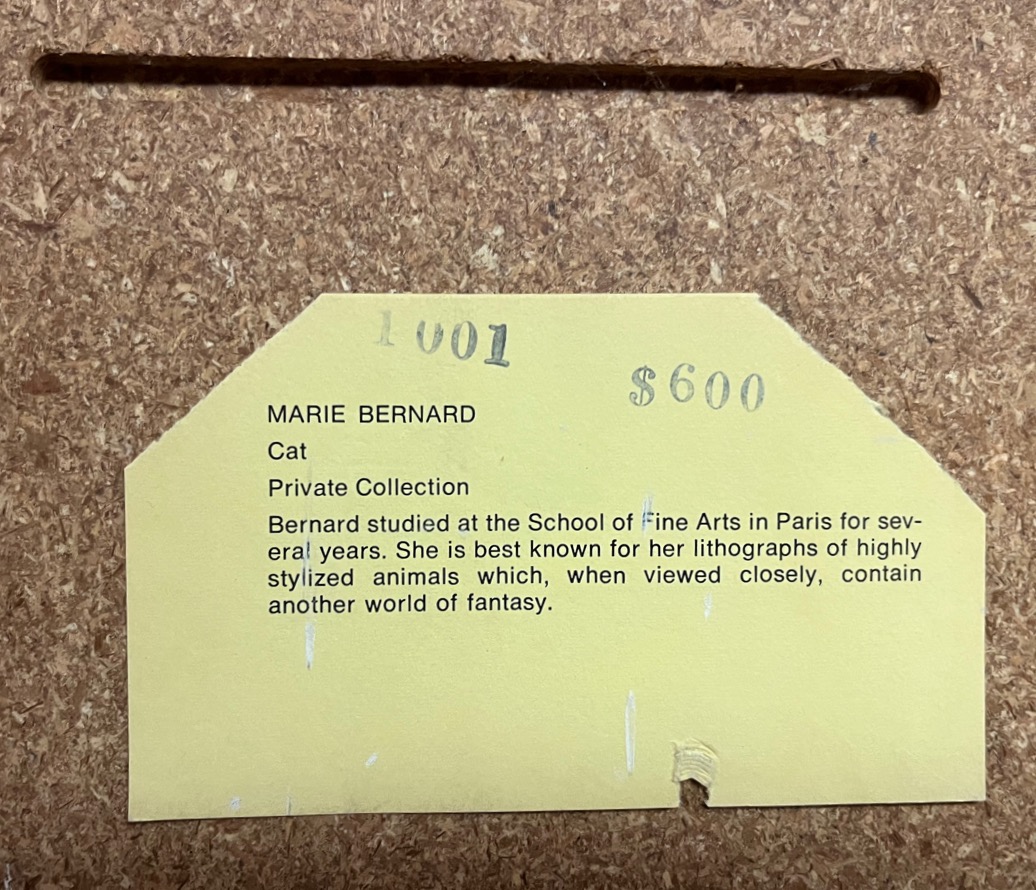 1001
$600
MARIE BERNARD
Cat
Private Collection
Bernard studied at the School of Fine Arts in Paris for sev-
eral years. She is best known for her lithographs of highly
stylized animals which, when viewed closely, contain
another world of fantasy.